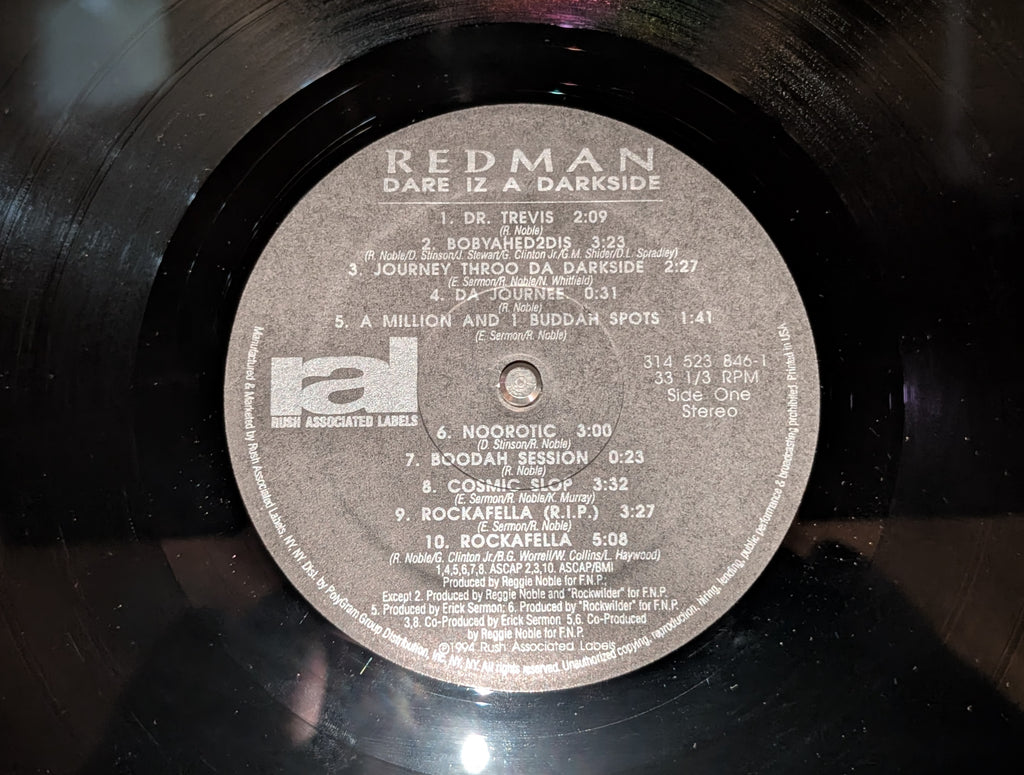 REDMAN
DARE IZ A DARKSIDE
1. DR. TREVIS 2:09
(R. Noble)
2. BOBYAHED2DIS 3:23
(R. Noble/D. Stinson/J. Stewart/G. Clinton Jr./G.M. Shider/D.L. Spradley)
3. JOURNEY THROO DA DARKSIDE 2:27
(E. Sermon/R. Noble/N. Whitfield)
4. DA JOURNEE. 0:31
(R. Noble)
5. A MILLION AND 1 BUDDAH SPOTS 1:41
(E. Sermon/R. Noble)
ral
RUSH ASSOCIATED LABELS
314 523 846-1
33 1/3 RPM
Side One
Stereo
6. NOOROTIC 3:00
(D. Stinson/R. Noble)
7. BOODAH SESSION 0:23
(R. Noble)
8. COSMIC SLOP 3:32
(E. Sermon/R. Noble/K. Murray)
9. ROCKAFELLA (R.I.P.) 3:27
(E. Sermon/R. Noble)
10. ROCKAFELLA 5:08
(R. Noble/G. Clinton Jr./B.G. Worrell/W. Collins/L. Haywood)
1,4,5,6,7,8. ASCAP 2,3,10. ASCAP/BMI
Produced by Reggie Noble for F.N.P.;
Except 2. Produced by Reggie Noble and "Rockwilder" for F.N.P.
5. Produced by Erick Sermon; 6. Produced by "Rockwilder" for F.N.P.
3,8. Co-Produced by Erick Sermon 5,6. Co-Produced
by Reggie Noble for F.N.P.
℗1994 Rush Associated Labels
Manufactured & Marketed by Rush Associated Labels, NY, NY. Dist. by PolyGram Group Distribution, Inc., NY, NY. All rights reserved. Unauthorized copying, reproduction, hiring, lending, public performance & broadcasting prohibited. Printed in USA